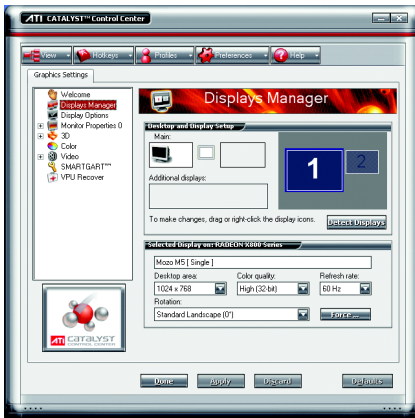 ATI CATALYST™ Control Center
View
Hotkeys
Profiles
Preferences
Help
Graphics Settings
Welcome
Displays Manager
Display Options
Monitor Properties 0
3D
Color
Video
SMARTGART™
VPU Recover
Displays Manager
Desktop and Display Setup
Main:
Additional displays:
1
2
To make changes, drag or right-click the display icons.
Detect Displays
Selected Display on: RADEON X800 Series
Mozo M5 [ Single ]
Desktop area: Color quality: Refresh rate:
1024 x 768 High (32-bit) 60 Hz
Rotation:
Standard Landscape (0°) Force ...
ATI CATALYST
CONTROL CENTER
Done Apply Discard Defaults